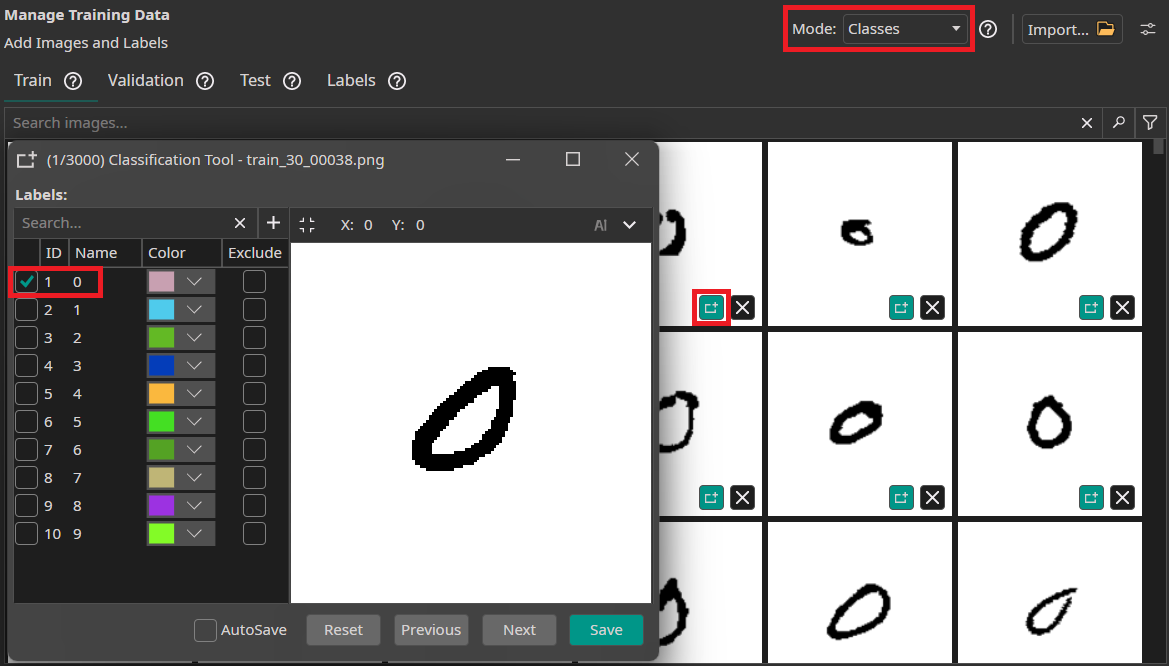 Manage Training Data
Mode: Classes
Import...
Add Images and Labels
Train ? Validation ? Test ? Labels ?
Search images...
(1/3000) Classification Tool - train_30_00038.png
Labels:
Search...
X: 0 Y: 0 AI
ID Name Color Exclude
1 0
2 1
3 2
4 3
5 4
6 5
7 6
8 7
9 8
10 9
AutoSave Reset Previous Next Save